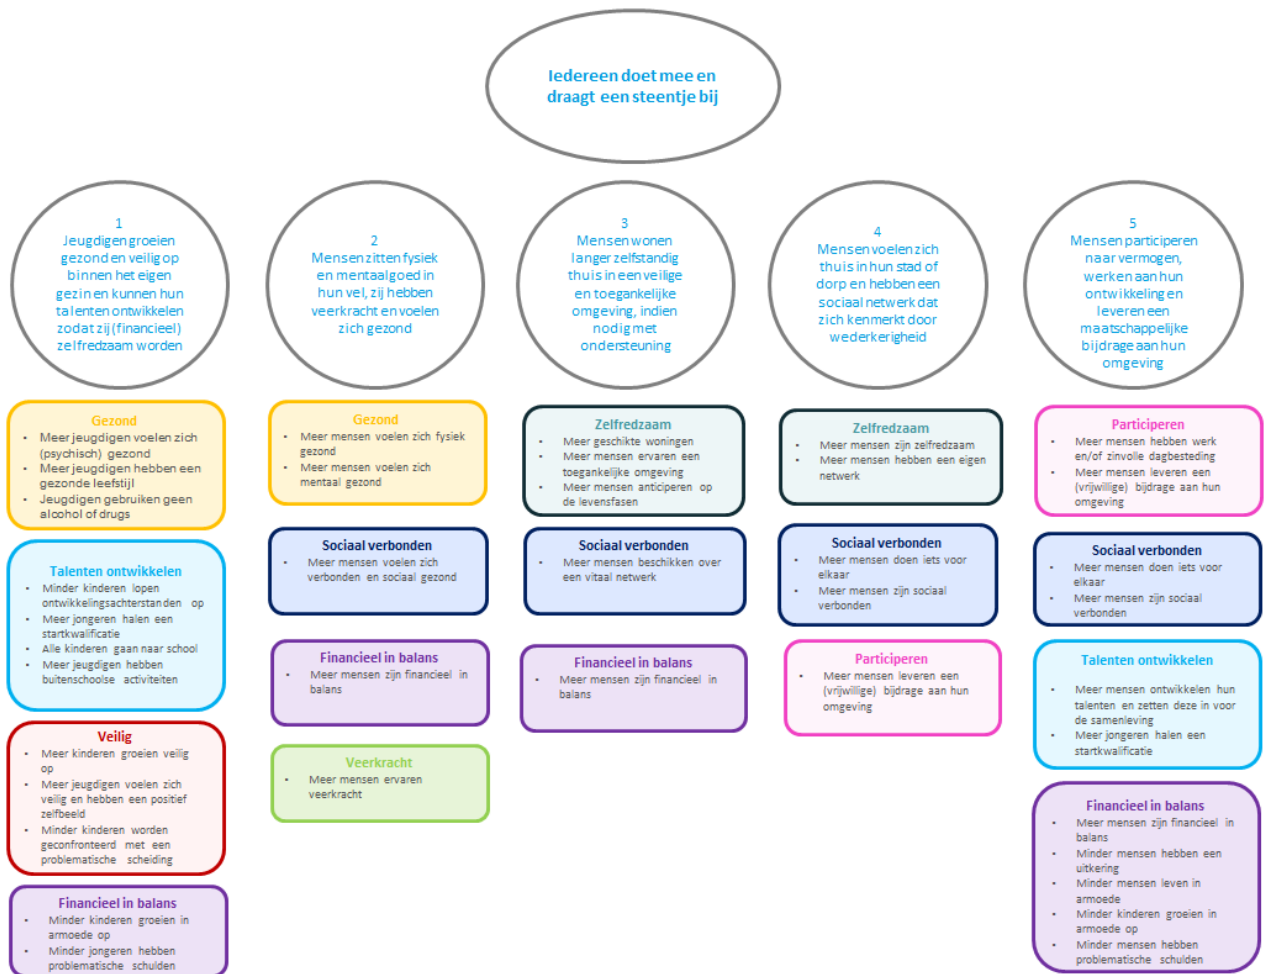 Iedereen doet mee en
draagt een steentje bij
1
Jeugdigen groeien
gezond en veilig op
binnen het eigen
gezin en kunnen hun
talenten ontwikkelen
zodat zij (financieel)
zelfredzaam worden
Gezond
• Meer jeugdigen voelen zich
(psychisch) gezond
• Meer jeugdigen hebben een
gezonde leefstijl
• Jeugdigen gebruiken geen
alcohol of drugs
Talenten ontwikkelen
• Minder kinderen lopen
ontwikkelingsachterstanden op
• Meer jongeren halen een
startkwalificatie
• Alle kinderen gaan naar school
• Meer jeugdigen hebben
buitenschoolse activiteiten
Veilig
• Meer kinderen groeien veilig
op
• Meer jeugdigen voelen zich
veilig en hebben een positief
zelfbeeld
• Minder kinderen worden
geconfronteerd met een
problematische scheiding
Financieel in balans
• Minder kinderen groeien in
armoede op
• Minder jongeren hebben
problematische schulden
2
Mensen zitten fysiek
en mentaal goed in
hun vel, zij hebben
veerkracht en voelen
zich gezond
Gezond
• Meer mensen voelen zich fysiek
gezond
• Meer mensen voelen zich
mentaal gezond
Sociaal verbonden
• Meer mensen voelen zich
verbonden en sociaal gezond
Financieel in balans
• Meer mensen zijn financieel in
balans
Veerkracht
• Meer mensen ervaren
veerkracht
3
Mensen wonen
langer zelfstandig
thuis in een veilige
en toegankelijke
omgeving, indien
nodig met
ondersteuning
Zelfredzaam
• Meer geschikte woningen
• Meer mensen ervaren een
toegankelijke omgeving
• Meer mensen anticiperen op
de levensfasen
Sociaal verbonden
• Meer mensen beschikken over
een vitaal netwerk
Financieel in balans
• Meer mensen zijn financieel in
balans
4
Mensen voelen zich
thuis in hun stad of
dorp en hebben een
sociaal netwerk dat
zich kenmerkt door
wederkerigheid
Zelfredzaam
• Meer mensen zijn zelfredzaam
• Meer mensen hebben een eigen
netwerk
Sociaal verbonden
• Meer mensen doen iets voor
elkaar
• Meer mensen zijn sociaal
verbonden
Participeren
• Meer mensen leveren een
(vrijwillige) bijdrage aan hun
omgeving
5
Mensen participeren
naar vermogen,
werken aan hun
ontwikkeling en
leveren een
maatschappelijke
bijdrage aan hun
omgeving
Participeren
• Meer mensen hebben werk
en/of zinvolle dagbesteding
• Meer mensen leveren een
(vrijwillige) bijdrage aan hun
omgeving
Sociaal verbonden
• Meer mensen doen iets voor
elkaar
• Meer mensen zijn sociaal
verbonden
Talenten ontwikkelen
• Meer mensen ontwikkelen hun
talenten en zetten deze in voor
de samenleving
• Meer jongeren halen een
startkwalificatie
Financieel in balans
• Meer mensen zijn financieel in
balans
• Minder mensen hebben een
uitkering
• Minder mensen leven in
armoede
• Minder kinderen groeien in
armoede op
• Minder mensen hebben
problematische schulden